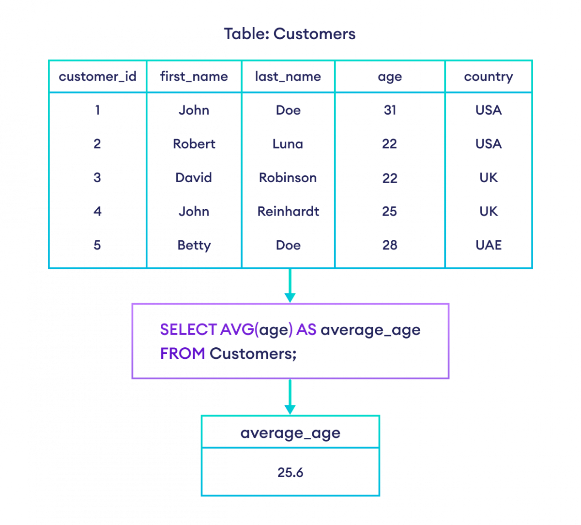 Table: Customers
customer_id first_name last_name age country
1 John Doe 31 USA
2 Robert Luna 22 USA
3 David Robinson 22 UK
4 John Reinhardt 25 UK
5 Betty Doe 28 UAE
SELECT AVG(age) AS average_age
FROM Customers;
average_age
25.6